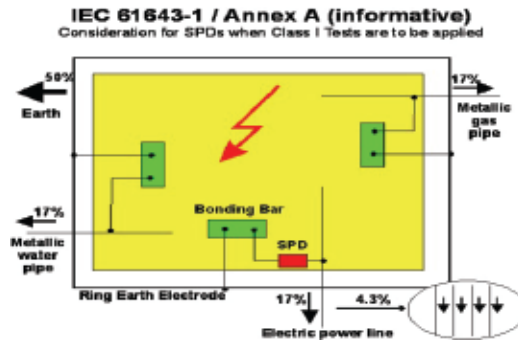 IEC 61643-1 / Annex A (informative)
Consideration for SPDs when Class I Tests are to be applied
50%
Earth
17%
Metallic
gas
pipe
17%
Metallic
water
pipe
Bonding Bar
SPD
Ring Earth Electrode
17%
4.3%
Electric power line